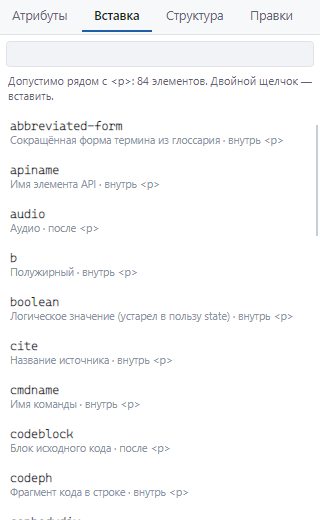 Атрибуты Вставка Структура Правки
Допустимо рядом с <p>: 84 элементов. Двойной щелчок —
вставить.
abbreviated-form
Сокращённая форма термина из глоссария · внутрь <p>
apiname
Имя элемента API · внутрь <p>
audio
Аудио · после <p>
b
Полужирный · внутрь <p>
boolean
Логическое значение (устарел в пользу state) · внутрь <p>
cite
Название источника · внутрь <p>
cmdname
Имя команды · внутрь <p>
codeblock
Блок исходного кода · после <p>
codeph
Фрагмент кода в строке · внутрь <p>